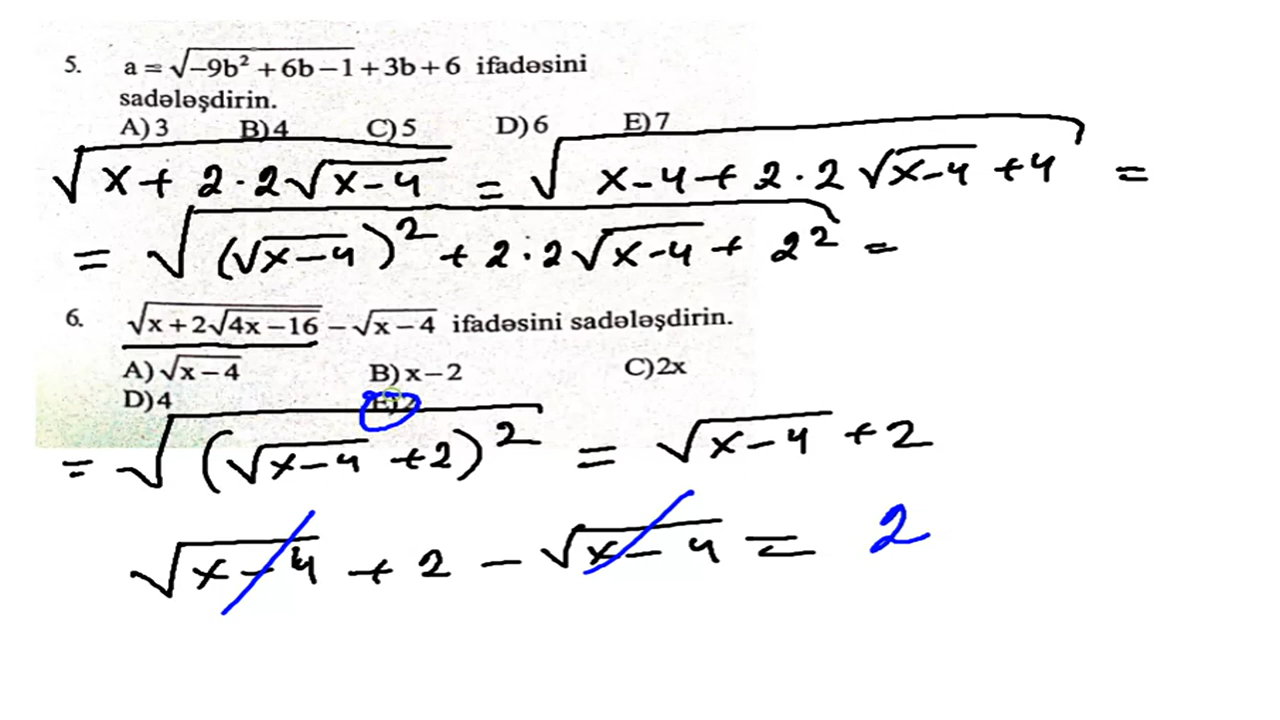 5. a = √−9b² + 6b − 1 + 3b + 6 ifadəsini
sadələşdirin.
A) 3 B) 4 C) 5 D) 6 E) 7
√x + 2·2√x−4 = √x−4 + 2·2√x−4 + 4 =
= √(√x−4)² + 2·2√x−4 + 2² =
6. √x + 2√4x − 16 − √x − 4 ifadəsini sadələşdirin.
A) √x − 4 B) x − 2 C) 2x
D) 4 E) 2
= √(√x−4 + 2)² = √x−4 + 2
√x−4 + 2 − √x−4 = 2